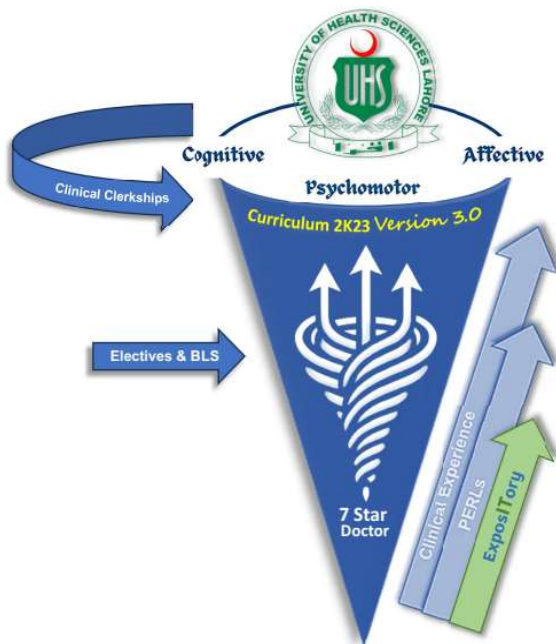 UNIVERSITY OF HEALTH SCIENCES LAHORE
UHS
اقرأ
Cognitive
Affective
Psychomotor
Clinical Clerkships
Curriculum 2K23 Version 3.0
Electives & BLS
7 Star
Doctor
Clinical Experience
PERLs
ExposITory